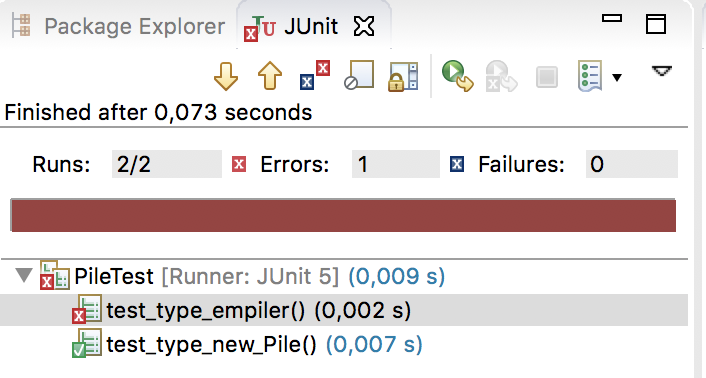 Package Explorer JUnit
Finished after 0,073 seconds
Runs: 2/2 Errors: 1 Failures: 0
PileTest [Runner: JUnit 5] (0,009 s)
test_type_empiler() (0,002 s)
test_type_new_Pile() (0,007 s)